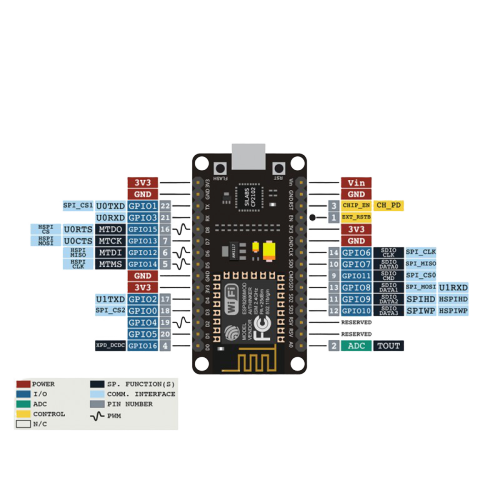 FLASH RST
SILABS
CP2102
3V3 Vin
GND GND
SPI_CS1 U0TXD GPIO1 22 3 CHIP_EN CH_PD
U0RXD GPIO3 21 1 EXT_RSTB
HSPI CS U0RTS MTDO GPIO15 16 3V3
HSPI MOSI U0CTS MTCK GPIO13 7 GND
HSPI MISO MTDI GPIO12 6 14 GPIO6 SDIO CLK SPI_CLK
HSPI CLK MTMS GPIO14 5 10 GPIO7 SDIO DATA0 SPI_MISO
GND 9 GPIO11 SDIO CMD SPI_CS0
3V3 13 GPIO8 SDIO DATA1 SPI_MOSI U1RXD
U1TXD GPIO2 17 11 GPIO9 SDIO SPIHD HSPIHD
SPI_CS2 GPIO0 18 12 GPIO10 SDIO SPIWP HSPIWP
GPIO4 19 RESERVED
GPIO5 20 RESERVED
XPD_DCDC GPIO16 4 2 ADC TOUT
WiFi
MODEL
VENDOR
FC
POWER SP. FUNCTION(S)
I/O COMM. INTERFACE
ADC PIN NUMBER
CONTROL PWM
N/C